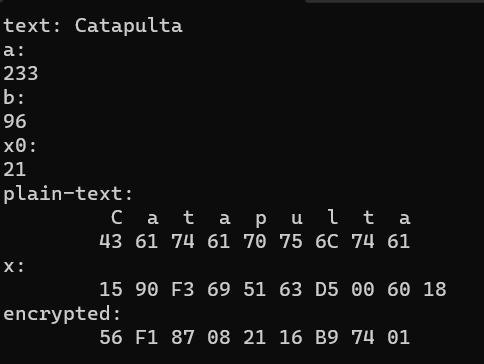 text: Catapulta
a:
233
b:
96
x0:
21
plain-text:
C a t a p u l t a
43 61 74 61 70 75 6C 74 61
x:
15 90 F3 69 51 63 D5 00 60 18
encrypted:
56 F1 87 08 21 16 B9 74 01